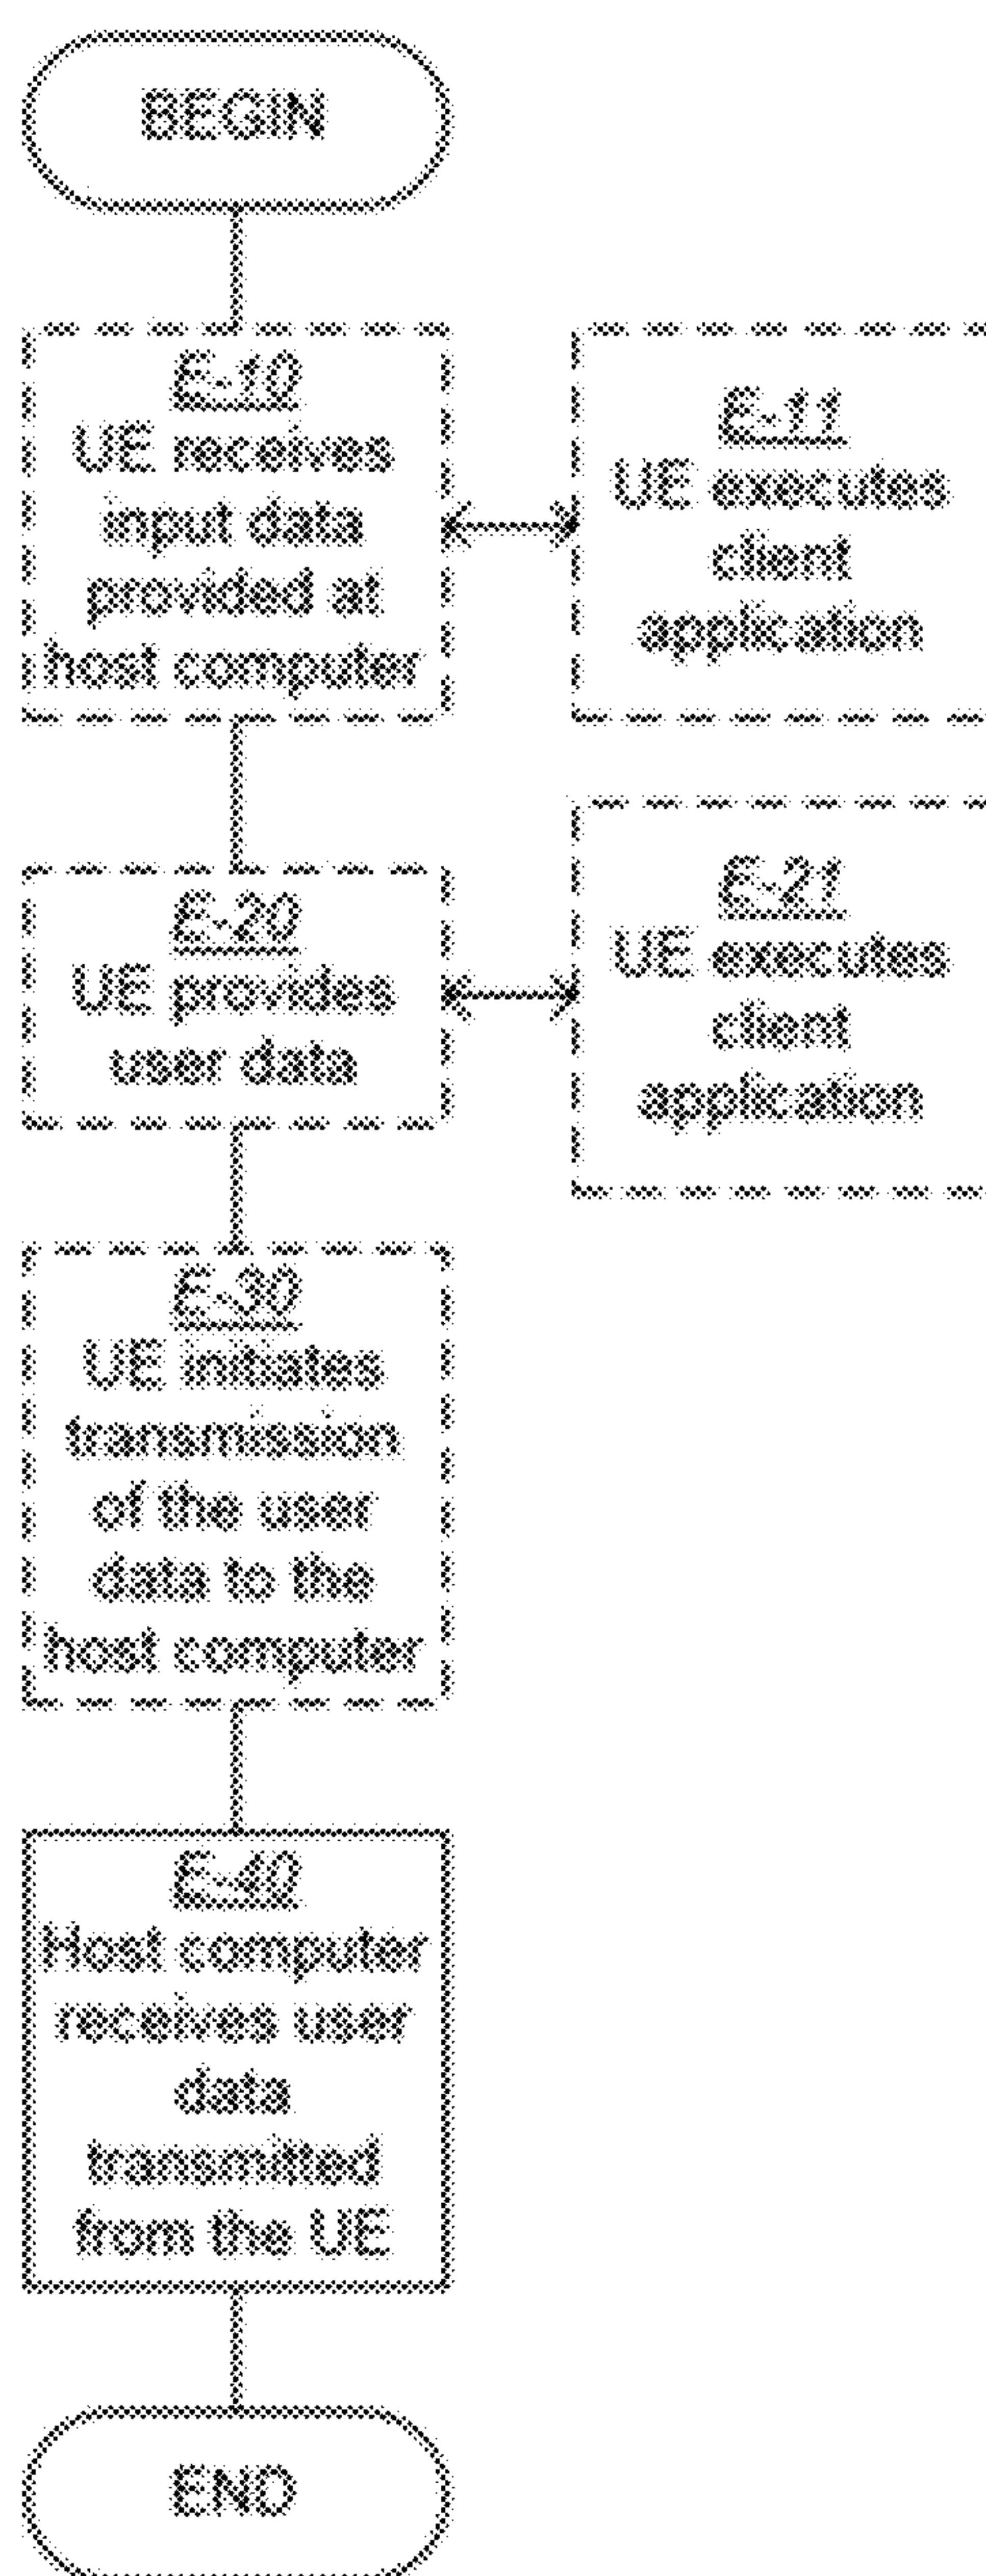 BEGIN
E-10
UE receives
input data
provided at
host computer
E-11
UE executes
client
application
E-20
UE provides
user data
E-21
UE executes
client
application
E-30
UE initiates
transmission
of the user
data to the
host computer
E-40
Host computer
receives user
data
transmitted
from the UE
END